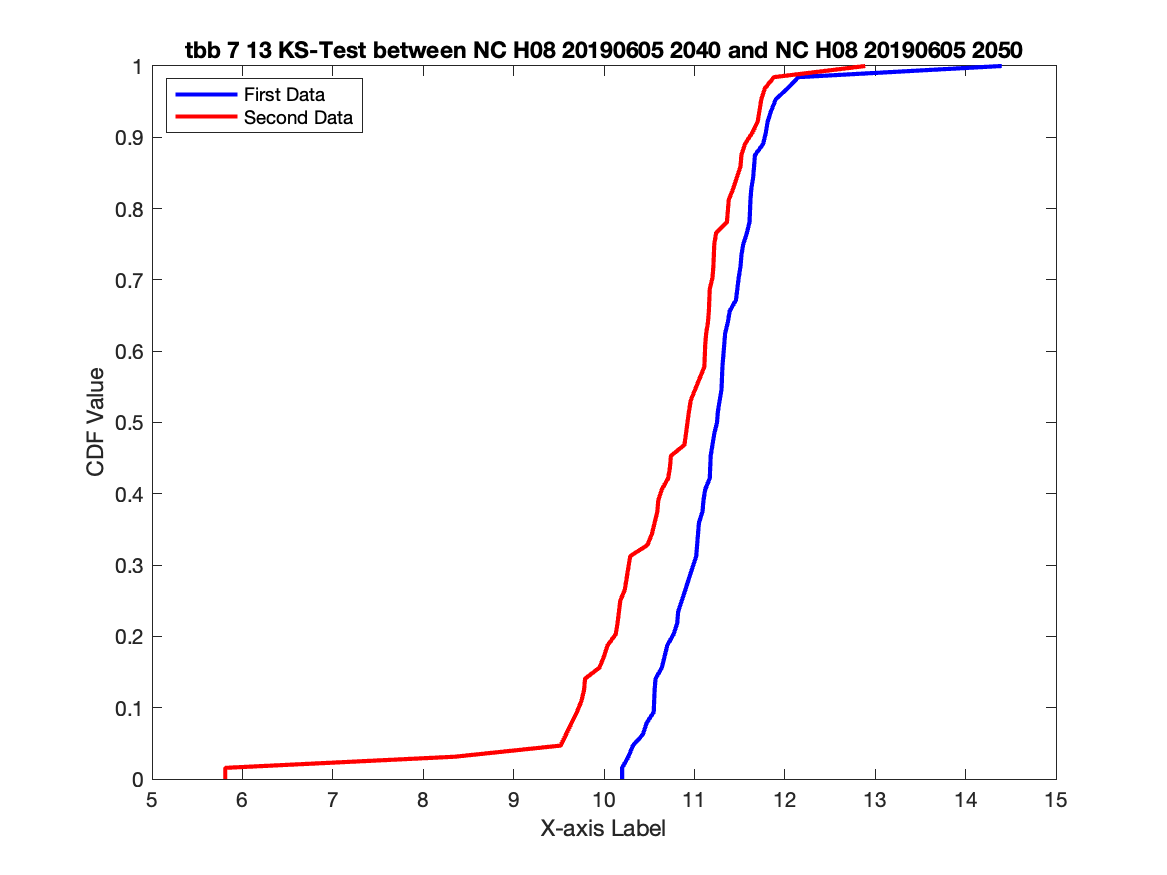 tbb 7 13 KS-Test between NC H08 20190605 2040 and NC H08 20190605 2050
First Data
Second Data
1
0.9
0.8
0.7
0.6
0.5
0.4
0.3
0.2
0.1
0
CDF Value
5 6 7 8 9 10 11 12 13 14 15
X-axis Label